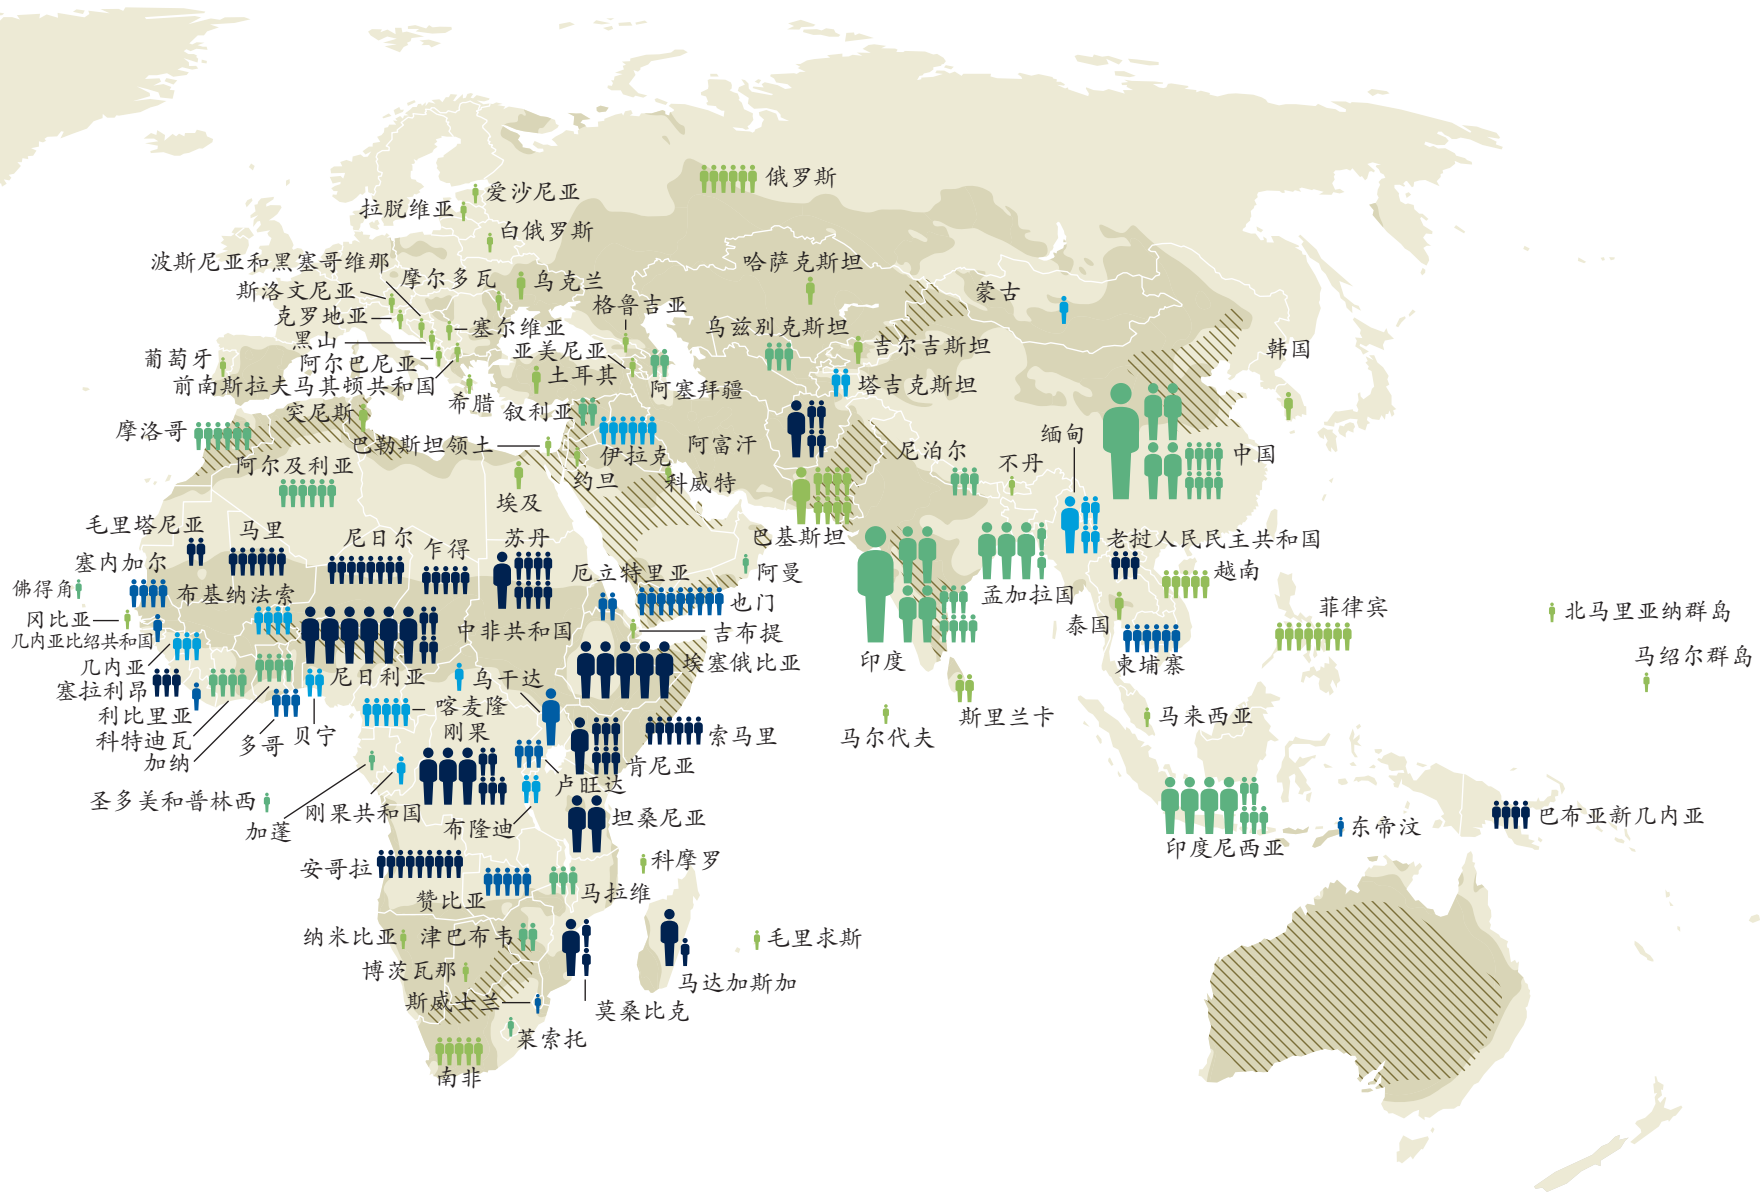 俄罗斯
爱沙尼亚
拉脱维亚
白俄罗斯
波斯尼亚和黑塞哥维那
摩尔多瓦
乌克兰
哈萨克斯坦
斯洛文尼亚
格鲁吉亚
蒙古
克罗地亚
塞尔维亚
乌兹别克斯坦
黑山
亚美尼亚
吉尔吉斯斯坦
韩国
葡萄牙
阿尔巴尼亚
土耳其
前南斯拉夫马其顿共和国
阿塞拜疆
塔吉克斯坦
希腊
突尼斯
叙利亚
摩洛哥
巴勒斯坦领土
伊拉克
阿富汗
尼泊尔
缅甸
中国
阿尔及利亚
约旦
科威特
不丹
埃及
毛里塔尼亚
马里
尼日尔
乍得
苏丹
巴基斯坦
老挝人民民主共和国
塞内加尔
厄立特里亚
阿曼
越南
佛得角
布基纳法索
也门
孟加拉国
菲律宾
北马里亚纳群岛
冈比亚
中非共和国
吉布提
泰国
几内亚比绍共和国
几内亚
埃塞俄比亚
印度
柬埔寨
马绍尔群岛
塞拉利昂
尼日利亚
乌干达
利比里亚
喀麦隆
斯里兰卡
马来西亚
科特迪瓦
多哥
贝宁
刚果
索马里
马尔代夫
加纳
肯尼亚
卢旺达
圣多美和普林西
刚果共和国
加蓬
布隆迪
坦桑尼亚
东帝汶
巴布亚新几内亚
印度尼西亚
安哥拉
科摩罗
赞比亚
马拉维
纳米比亚
津巴布韦
毛里求斯
博茨瓦那
马达加斯加
斯威士兰
莫桑比克
莱索托
南非